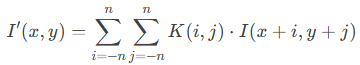 I'(x, y) = \sum_{i=-n}^{n} \sum_{j=-n}^{n} K(i, j) \cdot I(x + i, y + j)